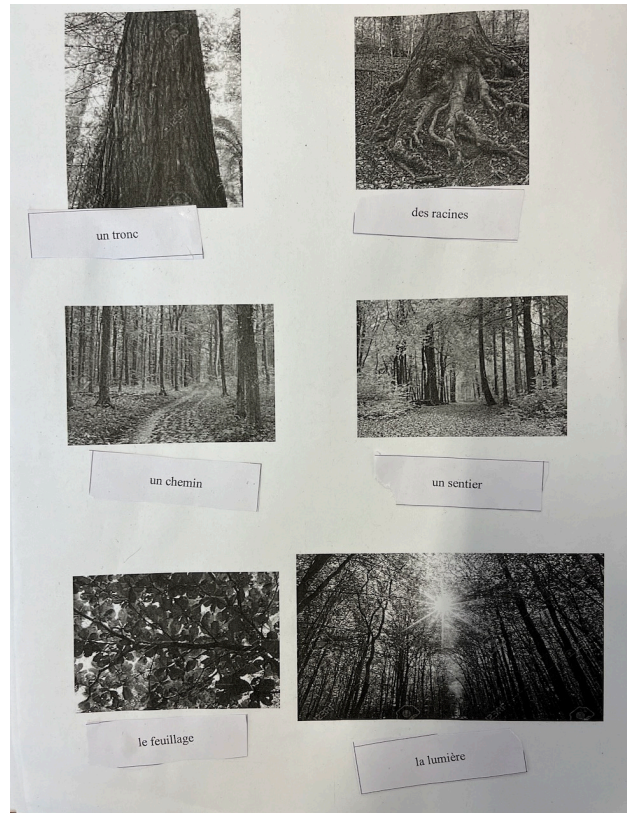 un tronc
des racines
un chemin
un sentier
le feuillage
la lumière